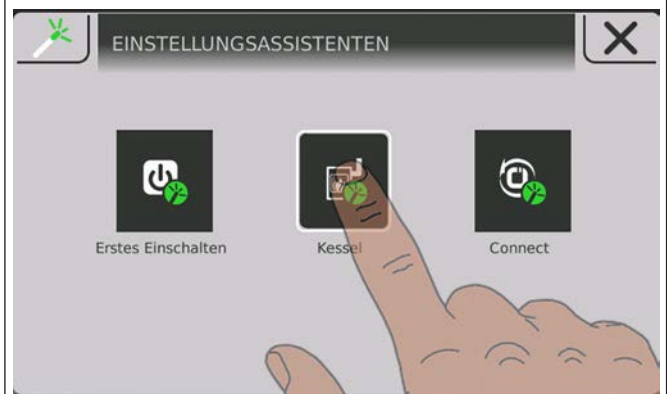 EINSTELLUNGSASSISTENTEN
Erstes Einschalten
Kessel
Connect